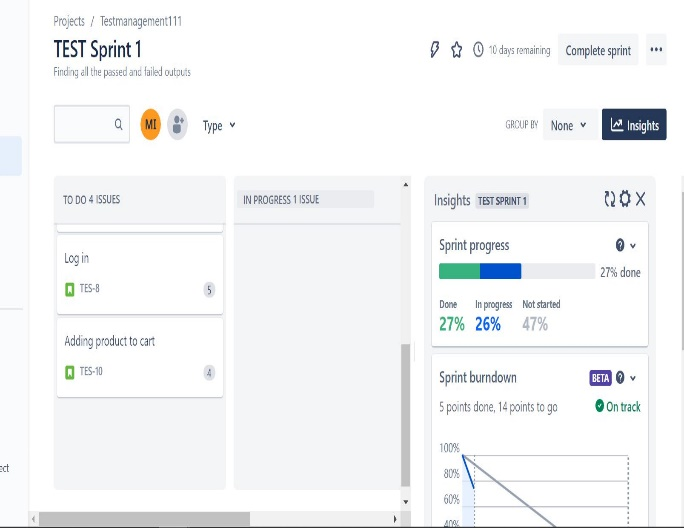 Projects / Testmanagement111
TEST Sprint 1
10 days remaining
Complete sprint
Finding all the passed and failed outputs
MI
Type
GROUP BY
None
Insights
TO DO 4 ISSUES
Log in
TES-8
5
Adding product to cart
TES-10
4
IN PROGRESS 1 ISSUE
Insights TEST SPRINT 1
Sprint progress
27% done
Done In progress Not started
27% 26% 47%
Sprint burndown BETA
5 points done, 14 points to go On track
100%
80%
60%
40%
ect